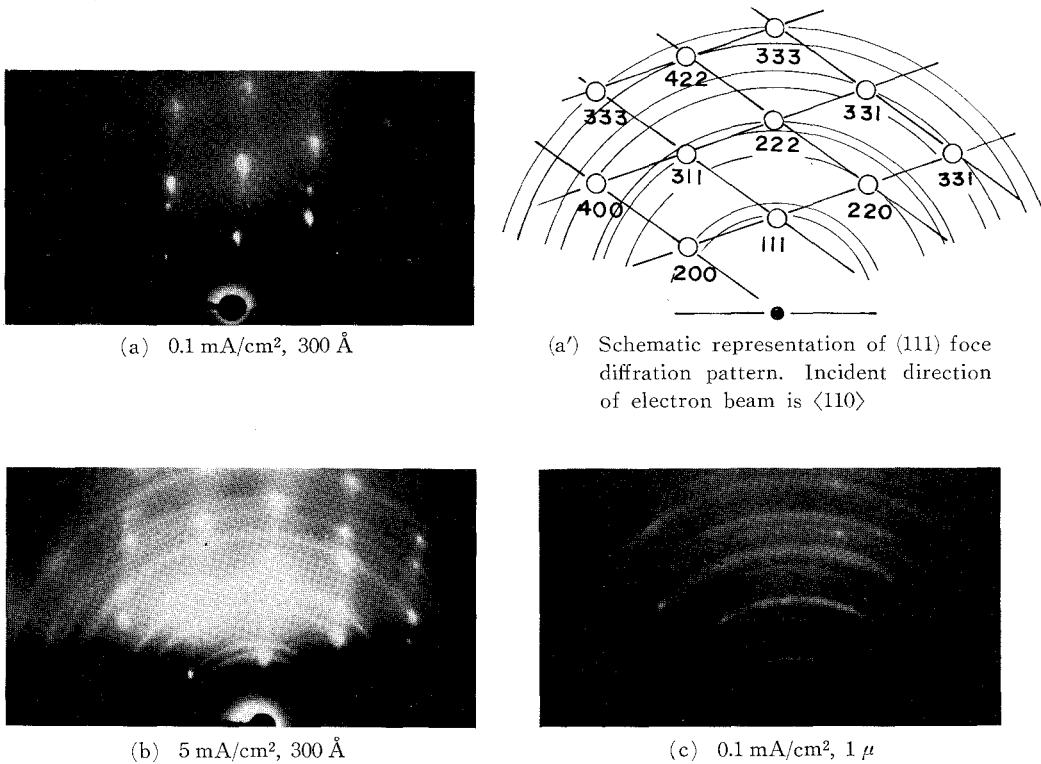 333
422
333
331
222
311
331
400
220
111
200
(a) 0.1 mA/cm², 300 Å
(a′) Schematic representation of (111) foce
diffration pattern. Incident direction
of electron beam is ⟨110⟩
(b) 5 mA/cm², 300 Å
(c) 0.1 mA/cm², 1 μ